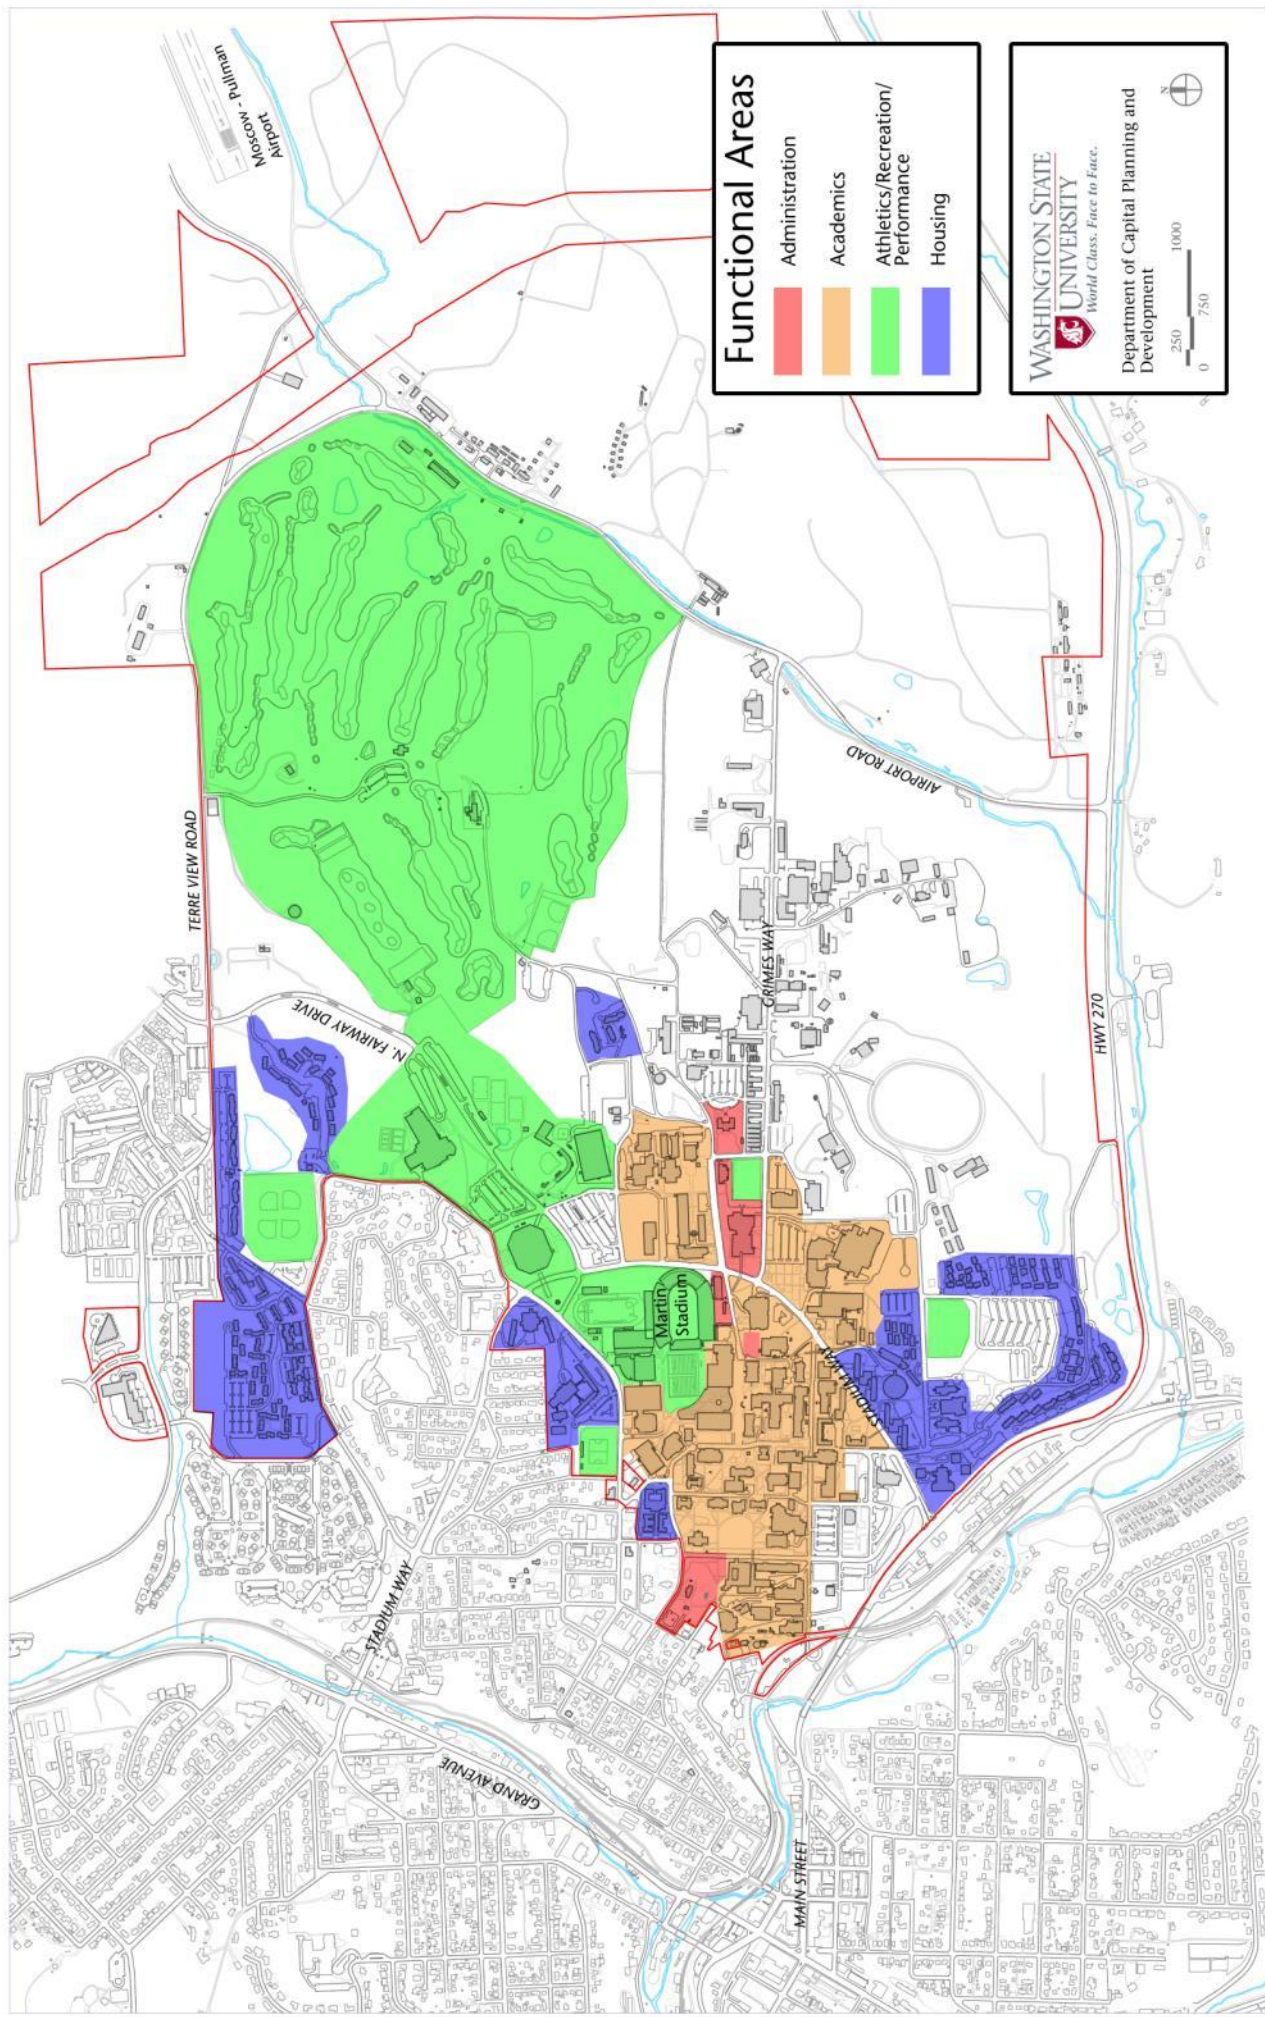 Moscow - Pullman
Airport
Functional Areas
Administration
Academics
Athletics/Recreation/
Performance
Housing
WASHINGTON STATE
UNIVERSITY
World Class. Face to Face.
Department of Capital Planning and
Development
N
250
1000
0
750
TERRE VIEW ROAD
N. FAIRWAY DRIVE
AIRPORT ROAD
GRIMES WAY
HWY 270
Martin
Stadium
STADIUM WAY
STADIUM WAY
GRAND AVENUE
MAIN STREET